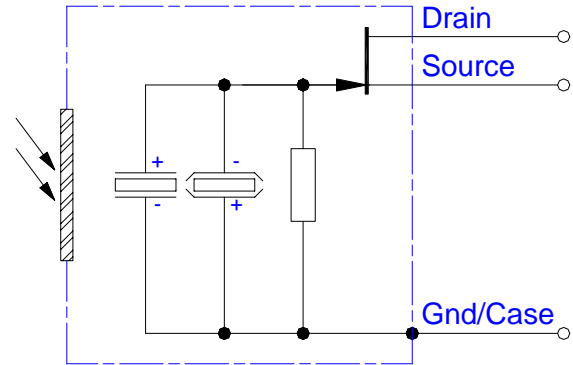 Drain
Source
+ -
- +
Gnd/Case